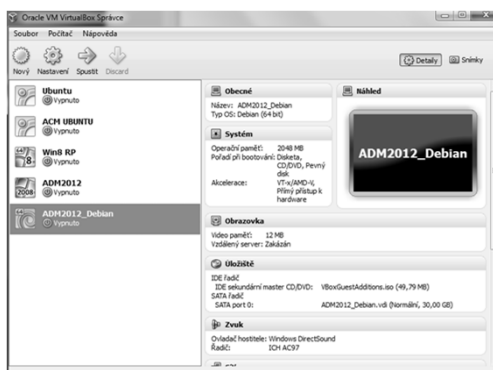 Oracle VM VirtualBox Správce
Soubor Počítač Nápověda
Nový Nastavení Spustit Discard
Detaily Snímky
Ubuntu
Vypnuto
ACM UBUNTU
Vypnuto
Win8 RP
Vypnuto
ADM2012
Vypnuto
ADM2012_Debian
Vypnuto
Obecné
Název: ADM2012_Debian
Typ OS: Debian (64 bit)
Systém
Operační paměť: 2048 MB
Pořadí při bootování: Disketa,
CD/DVD, Pevný
disk
Akcelerace: VT-x/AMD-V,
Přímý přístup k
hardware
Náhled
ADM2012_Debian
Obrazovka
Video paměť: 12 MB
Vzdálený server: Zakázán
Úložiště
IDE řadič
IDE sekundární master CD/DVD: VBoxGuestAdditions.iso (49,79 MB)
SATA řadič
SATA port 0: ADM2012_Debian.vdi (Normální, 30,00 GB)
Zvuk
Ovladač hostitele: Windows DirectSound
Řadič: ICH AC97